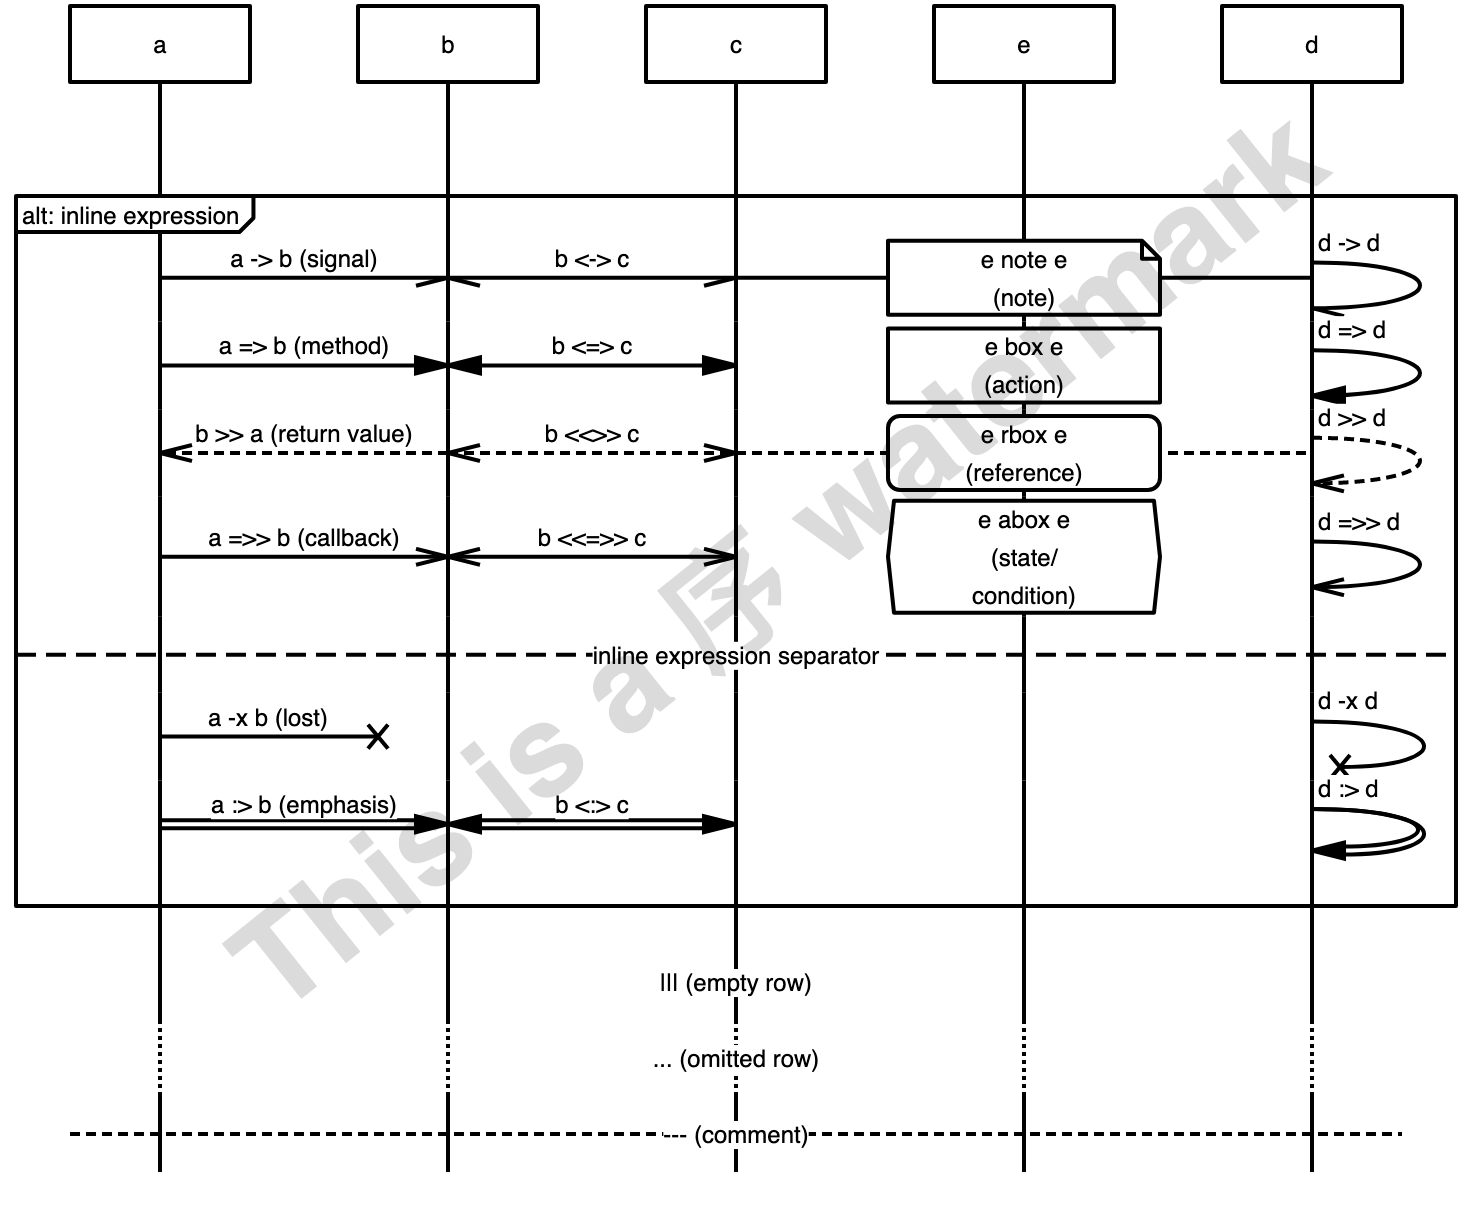 a
b
c
e
d
alt: inline expression
a -> b (signal)
b <-> c
e note e
(note)
d -> d
a => b (method)
b <=> c
e box e
(action)
d => d
b >> a (return value)
b <<>> c
e rbox e
(reference)
d >> d
a =>> b (callback)
b <<=>> c
e abox e
(state/
condition)
d =>> d
inline expression separator
a -x b (lost)
d -x d
a :> b (emphasis)
b <:> c
d :> d
||| (empty row)
... (omitted row)
--- (comment)
This is a 序 watermark